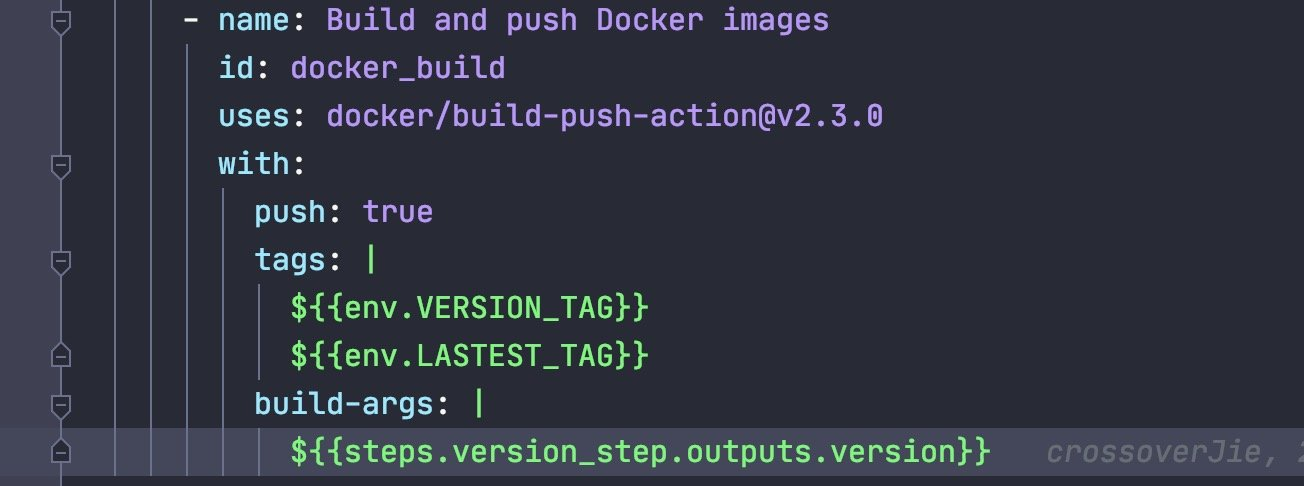 - name: Build and push Docker images
id: docker_build
uses: docker/build-push-action@v2.3.0
with:
push: true
tags: |
${{env.VERSION_TAG}}
${{env.LASTEST_TAG}}
build-args: |
${{steps.version_step.outputs.version}} crossoverJie,